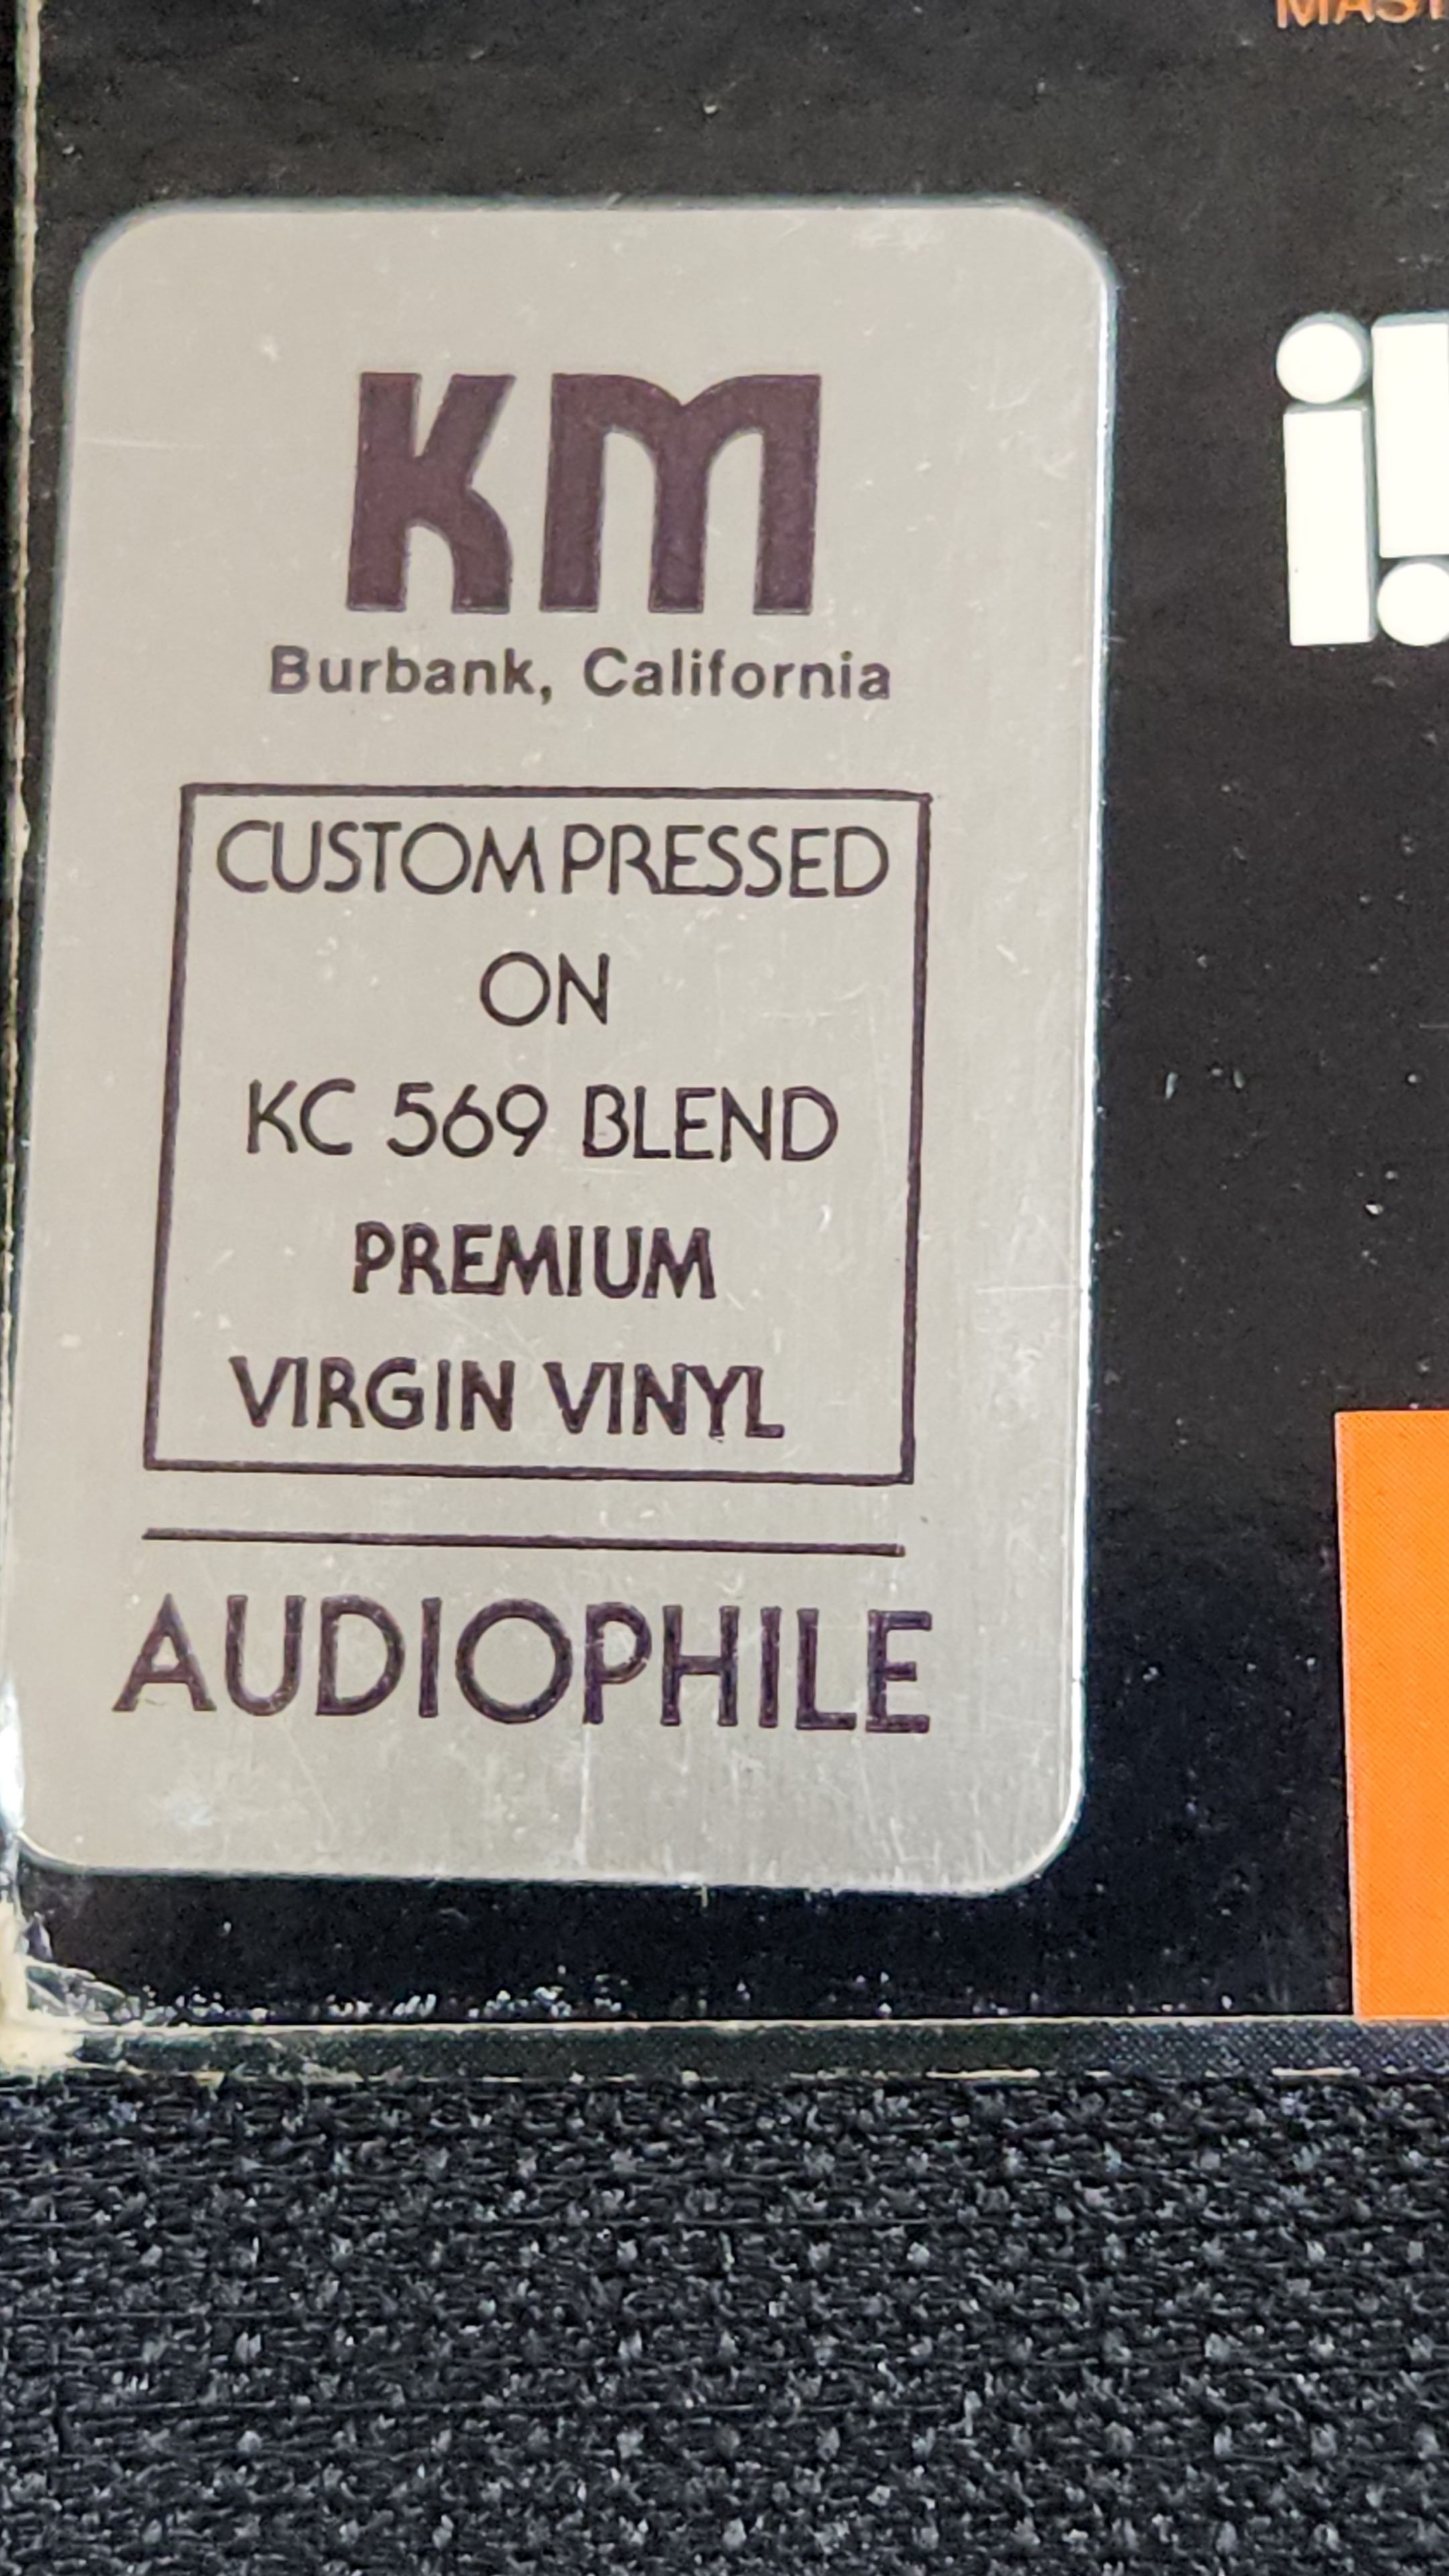 KM
Burbank, California
CUSTOM PRESSED
ON
KC 569 BLEND
PREMIUM
VIRGIN VINYL
AUDIOPHILE